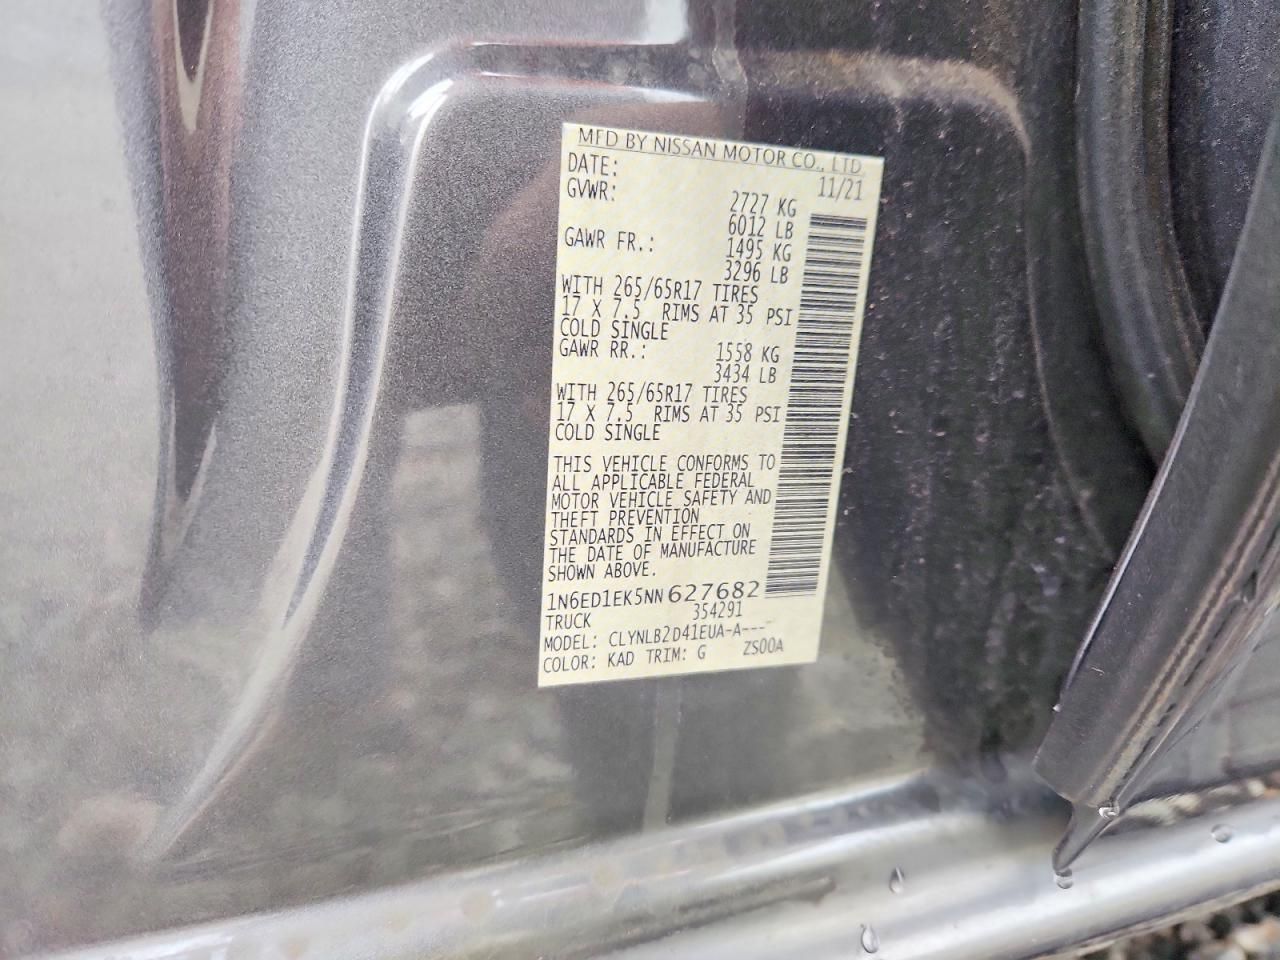 MFD BY NISSAN MOTOR CO., LTD.
DATE: 11/21
GVWR: 2727 KG
6012 LB
GAWR FR.: 1495 KG
3296 LB
WITH 265/65R17 TIRES
17 X 7.5 RIMS AT 35 PSI
COLD SINGLE
GAWR RR.: 1558 KG
3434 LB
WITH 265/65R17 TIRES
17 X 7.5 RIMS AT 35 PSI
COLD SINGLE
THIS VEHICLE CONFORMS TO
ALL APPLICABLE FEDERAL
MOTOR VEHICLE SAFETY AND
THEFT PREVENTION
STANDARDS IN EFFECT ON
THE DATE OF MANUFACTURE
SHOWN ABOVE.
1N6ED1EK5NN627682
TRUCK 354291
MODEL: CLYNLB2D41EUA-A----
COLOR: KAD TRIM: G ZS00A